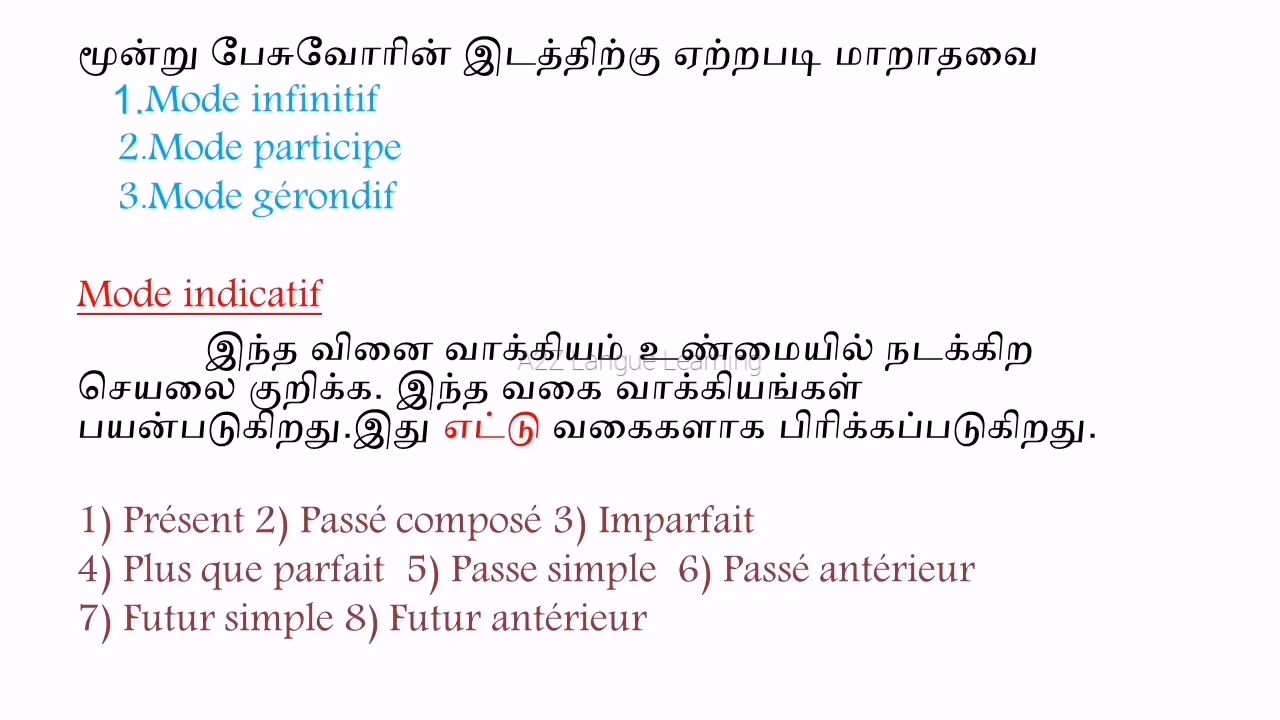 மூன்று பேசுவோரின் இடத்திற்கு ஏற்றபடி மாறாதவை
1.Mode infinitif
2.Mode participe
3.Mode gérondif
Mode indicatif
இந்த வினை வாக்கியம் உண்மையில் நடக்கிற
A2Z Langue Learning
செயலை குறிக்க. இந்த வகை வாக்கியங்கள்
பயன்படுகிறது.இது எட்டு வகைகளாக பிரிக்கப்படுகிறது.
1) Présent 2) Passé composé 3) Imparfait
4) Plus que parfait 5) Passe simple 6) Passé antérieur
7) Futur simple 8) Futur antérieur